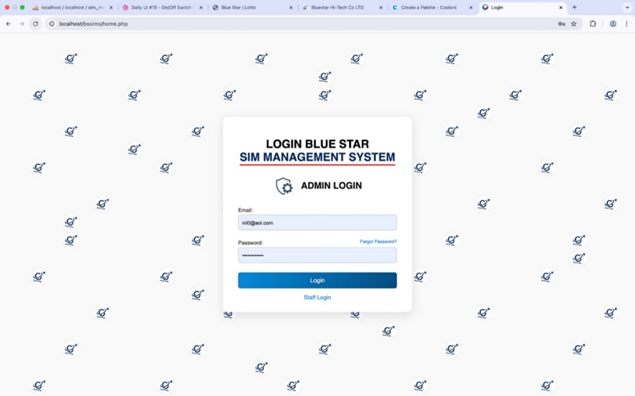 localhost / localhost / sim_m
Daily UI #15 - On/Off Switch
Blue Star | Lotto
Bluestar Hi-Tech Co LTD
Create a Palette - Coolors
Login
localhost/bssims/home.php
LOGIN BLUE STAR
SIM MANAGEMENT SYSTEM
ADMIN LOGIN
Email:
nii0@aol.com
Password:
Forgot Password?
Login
Staff Login